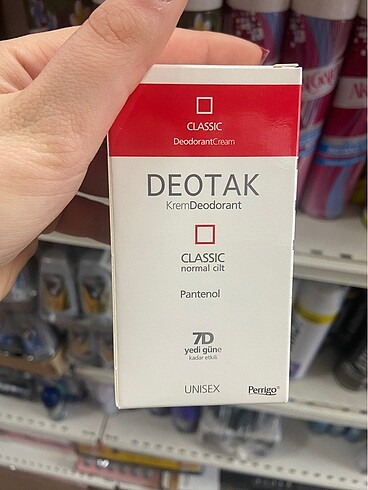 CLASSIC
DeodorantCream
DEOTAK
KremDeodorant
CLASSIC
normal cilt
Pantenol
7D
yedi güne
kadar etkili
UNISEX
Perrigo®